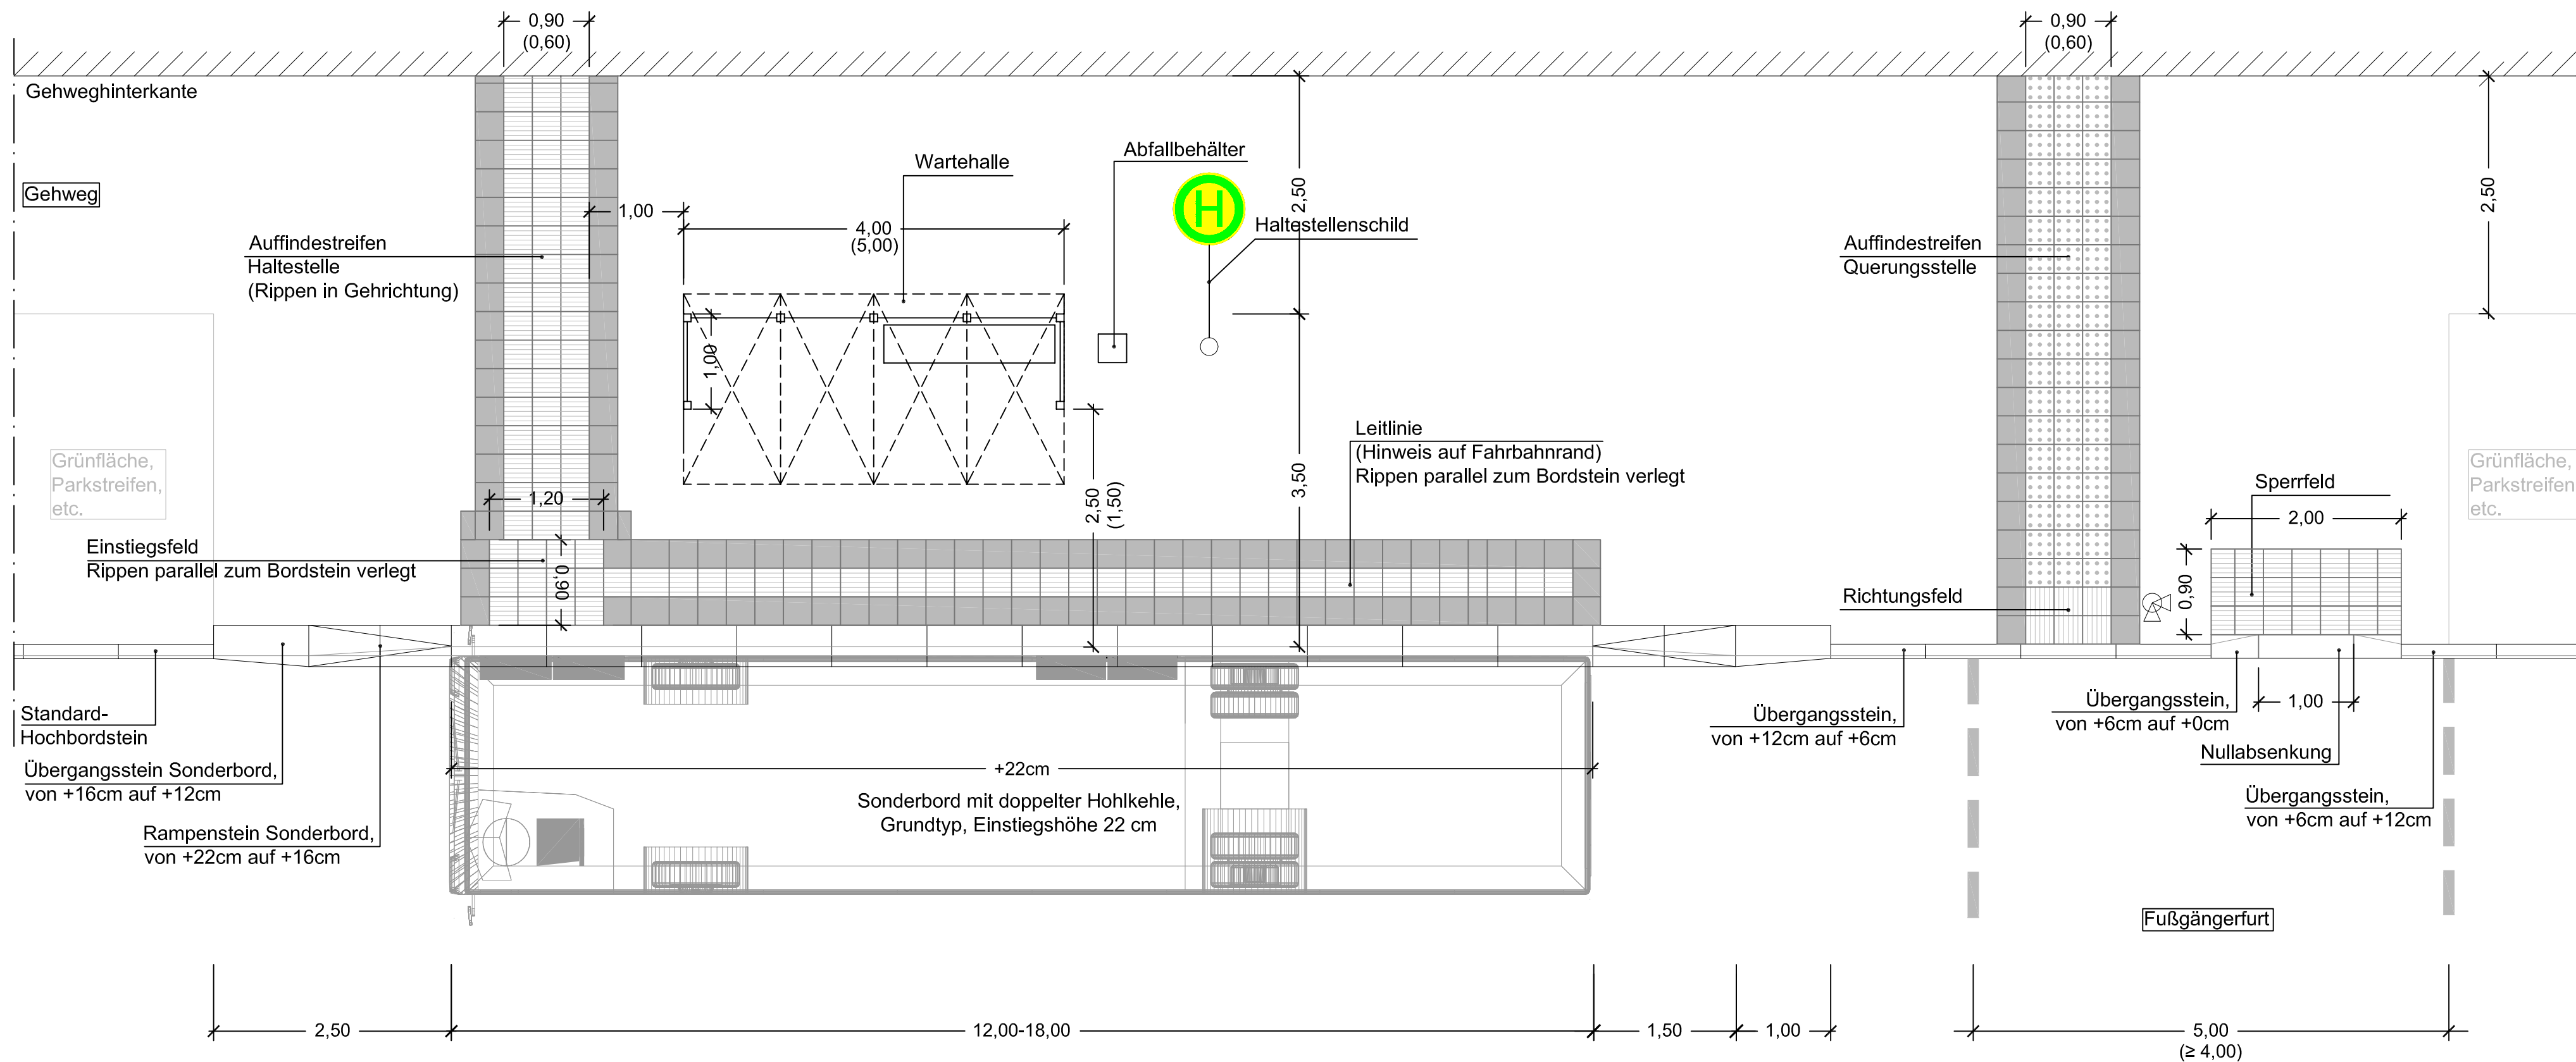 0,90
(0,60)
0,90
(0,60)
Gehweghinterkante
Gehweg
Auffindestreifen
Haltestelle
(Rippen in Gehrichtung)
1,00
Wartehalle
4,00
(5,00)
Abfallbehälter
H
Haltestellenschild
2,50
Auffindestreifen
Querungsstelle
2,50
1,00
Grünfläche,
Parkstreifen,
etc.
1,20
Einstiegsfeld
Rippen parallel zum Bordstein verlegt
0,90
2,50
(1,50)
3,50
Leitlinie
(Hinweis auf Fahrbahnrand)
Rippen parallel zum Bordstein verlegt
Richtungsfeld
Sperrfeld
2,00
0,90
Grünfläche,
Parkstreifen
etc.
Standard-
Hochbordstein
Übergangsstein Sonderbord,
von +16cm auf +12cm
Rampenstein Sonderbord,
von +22cm auf +16cm
+22cm
Sonderbord mit doppelter Hohlkehle,
Grundtyp, Einstiegshöhe 22 cm
Übergangsstein,
von +12cm auf +6cm
Übergangsstein,
von +6cm auf +0cm
1,00
Nullabsenkung
Übergangsstein,
von +6cm auf +12cm
Fußgängerfurt
2,50
12,00-18,00
1,50
1,00
5,00
(≥ 4,00)